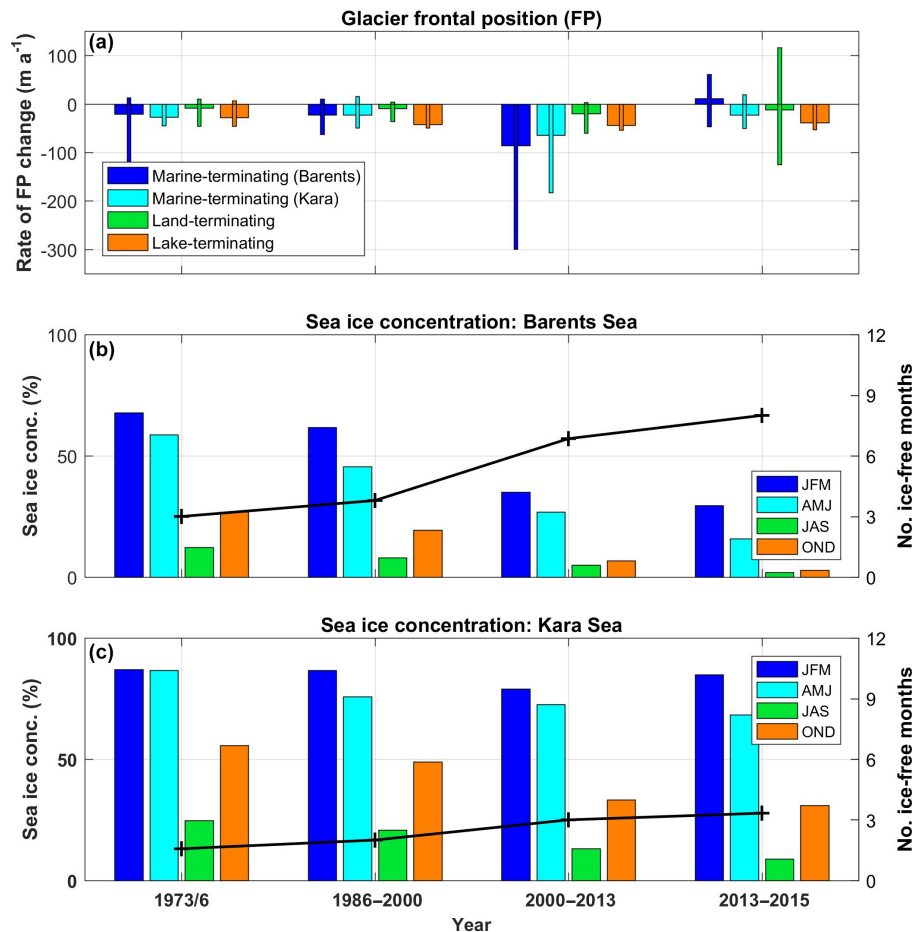 Glacier frontal position (FP)
(a)
Rate of FP change (m a⁻¹)
100
0
-100
-200
-300
Marine-terminating (Barents)
Marine-terminating (Kara)
Land-terminating
Lake-terminating
Sea ice concentration: Barents Sea
(b)
Sea ice conc. (%)
100
50
0
12
9
6
3
0
No. ice-free months
JFM
AMJ
JAS
OND
Sea ice concentration: Kara Sea
(c)
Sea ice conc. (%)
100
50
0
12
9
6
3
0
No. ice-free months
JFM
AMJ
JAS
OND
1973/6
1986–2000
2000–2013
2013–2015
Year